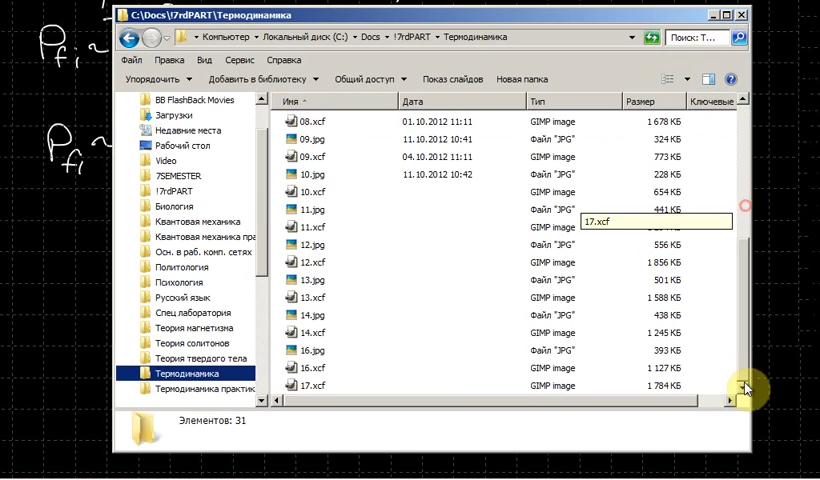 P fi ~
P fi ~
C:\Docs\!7rdPART\Термодинамика
Компьютер Локальный диск (C:) Docs !7rdPART Термодинамика
Поиск: Т...
Файл Правка Вид Сервис Справка
Упорядочить Добавить в библиотеку Общий доступ Показ слайдов Новая папка
BB FlashBack Movies
Загрузки
Недавние места
Рабочий стол
Video
7SEMESTER
!7rdPART
Биология
Квантовая механика
Квантовая механика пра
Осн. в раб. комп. сетях
Политология
Психология
Русский язык
Спец лаборатория
Теория магнетизма
Теория солитонов
Теория твердого тела
Термодинамика
Термодинамика практик
Имя Дата Тип Размер Ключевые
08.xcf 01.10.2012 11:11 GIMP image 1 678 КБ
09.jpg 11.10.2012 10:41 Файл "JPG" 324 КБ
09.xcf 04.10.2012 11:11 GIMP image 773 КБ
10.jpg 11.10.2012 10:42 Файл "JPG" 228 КБ
10.xcf GIMP image 654 КБ
11.jpg Файл "JPG" 441 КБ
17.xcf
11.xcf GIMP image
12.jpg Файл "JPG" 556 КБ
12.xcf GIMP image 1 856 КБ
13.jpg Файл "JPG" 501 КБ
13.xcf GIMP image 1 588 КБ
14.jpg Файл "JPG" 438 КБ
14.xcf GIMP image 1 245 КБ
16.jpg Файл "JPG" 393 КБ
16.xcf GIMP image 1 127 КБ
17.xcf GIMP image 1 784 КБ
Элементов: 31